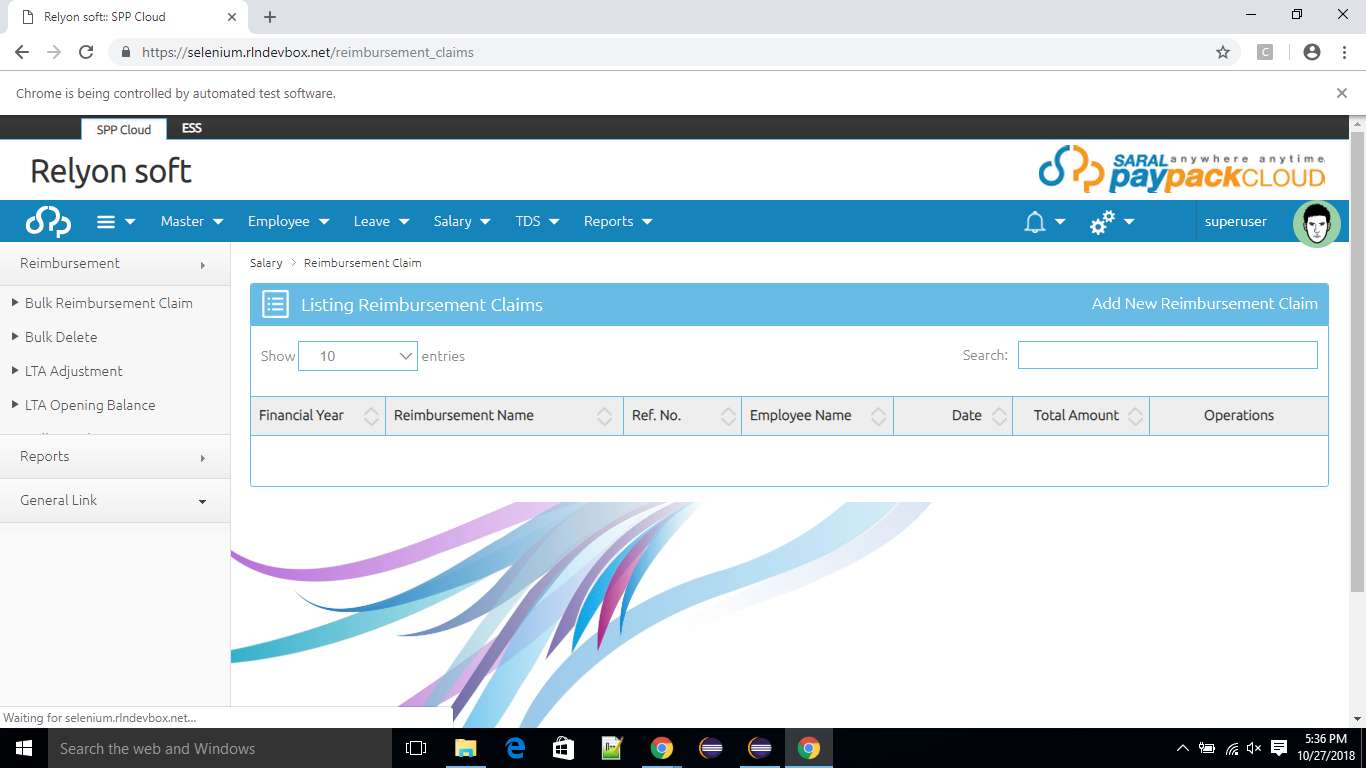 Relyon soft:: SPP Cloud
https://selenium.rlndevbox.net/reimbursement_claims
C
Chrome is being controlled by automated test software.
SPP Cloud ESS
Relyon soft
SARAL anywhere anytime
paypackCLOUD
Master Employee Leave Salary TDS Reports superuser
Reimbursement
Bulk Reimbursement Claim
Bulk Delete
LTA Adjustment
LTA Opening Balance
Reports
General Link
Salary > Reimbursement Claim
Listing Reimbursement Claims Add New Reimbursement Claim
Show 10 entries Search:
Financial Year Reimbursement Name Ref. No. Employee Name Date Total Amount Operations
Waiting for selenium.rlndevbox.net...
Search the web and Windows
5:36 PM
10/27/2018